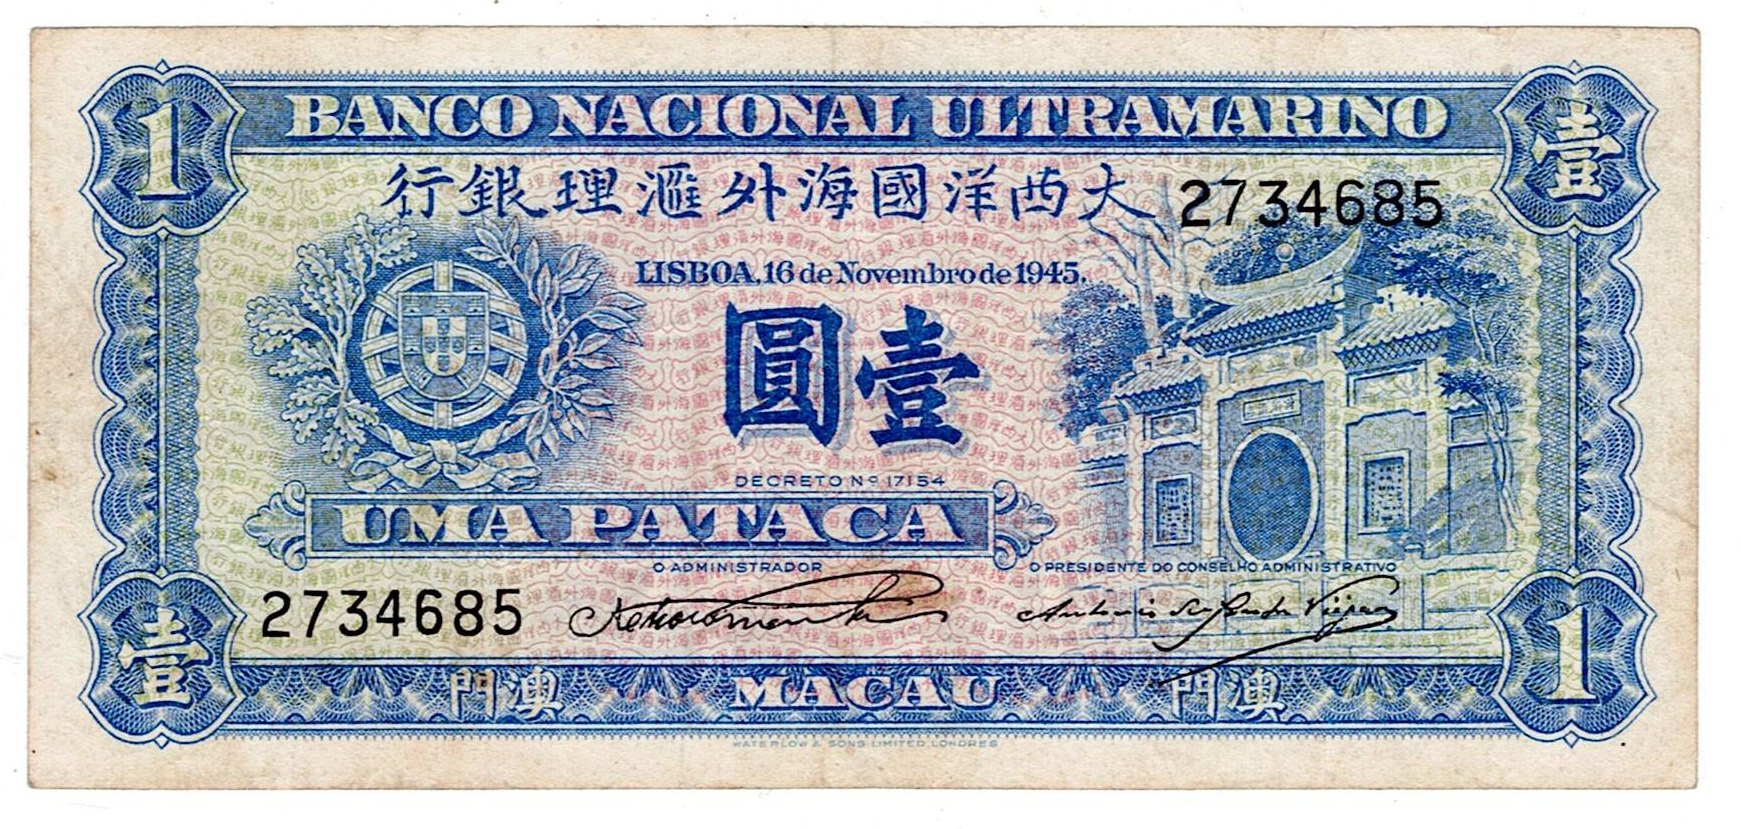 BANCO NACIONAL ULTRAMARINO
1
壹
行銀理滙外海國洋西大
2734685
LISBOA, 16 de Novembro de 1945.
圓壹
DECRETO Nº 17154
UMA PATACA
O ADMINISTRADOR
O PRESIDENTE DO CONSELHO ADMINISTRATIVO
2734685
壹
門澳
MACAU
門澳
1
WATERLOW & SONS LIMITED, LONDRES